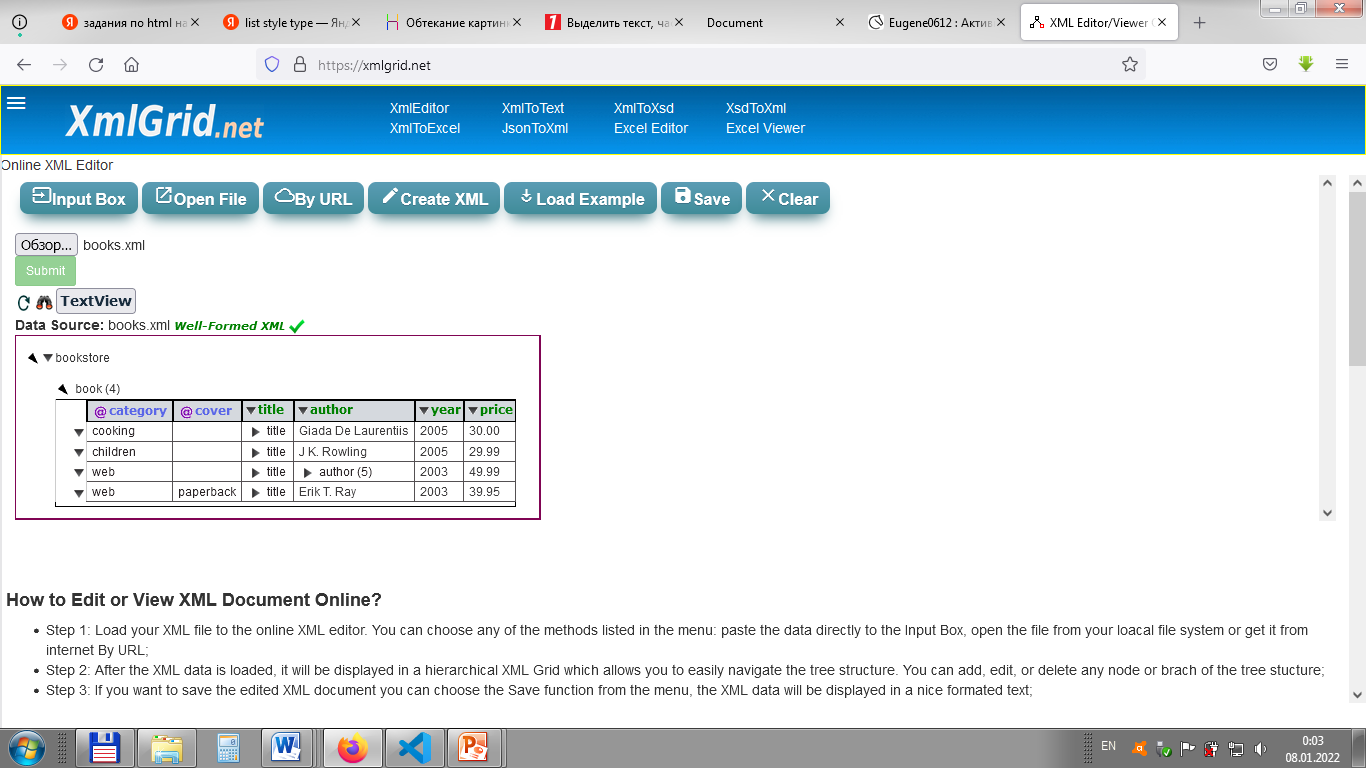 задания по html на
list style type — Янд
Обтекание картинк
Выделить текст, ча
Document
Eugene0612 : Актив
XML Editor/Viewer
https://xmlgrid.net
XmlGrid.net
XmlEditor XmlToText XmlToXsd XsdToXml
XmlToExcel JsonToXml Excel Editor Excel Viewer
Online XML Editor
Input Box Open File By URL Create XML Load Example Save Clear
Обзор... books.xml
Submit
TextView
Data Source: books.xml Well-Formed XML
bookstore
book (4)
@category @cover title author year price
cooking title Giada De Laurentiis 2005 30.00
children title J K. Rowling 2005 29.99
web title author (5) 2003 49.99
web paperback title Erik T. Ray 2003 39.95
How to Edit or View XML Document Online?
Step 1: Load your XML file to the online XML editor. You can choose any of the methods listed in the menu: paste the data directly to the Input Box, open the file from your loacal file system or get it from
internet By URL;
Step 2: After the XML data is loaded, it will be displayed in a hierarchical XML Grid which allows you to easily navigate the tree structure. You can add, edit, or delete any node or brach of the tree stucture;
Step 3: If you want to save the edited XML document you can choose the Save function from the menu, the XML data will be displayed in a nice formated text;
EN
0:03
08.01.2022